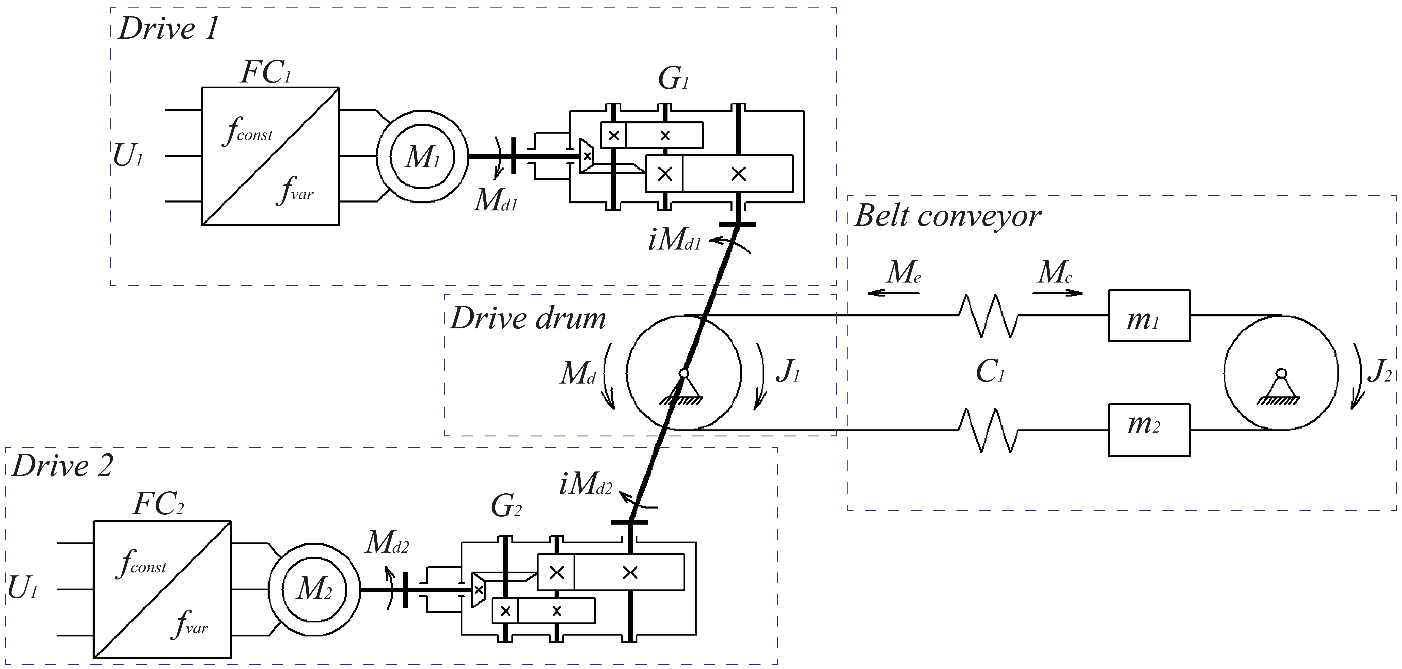 Drive 1
FC1
G1
fconst
U1
M1
fvar
Md1
iMd1
Belt conveyor
Me
Mc
Drive drum
m1
Md
J1
C1
J2
m2
Drive 2
iMd2
FC2
G2
Md2
fconst
U1
M2
fvar